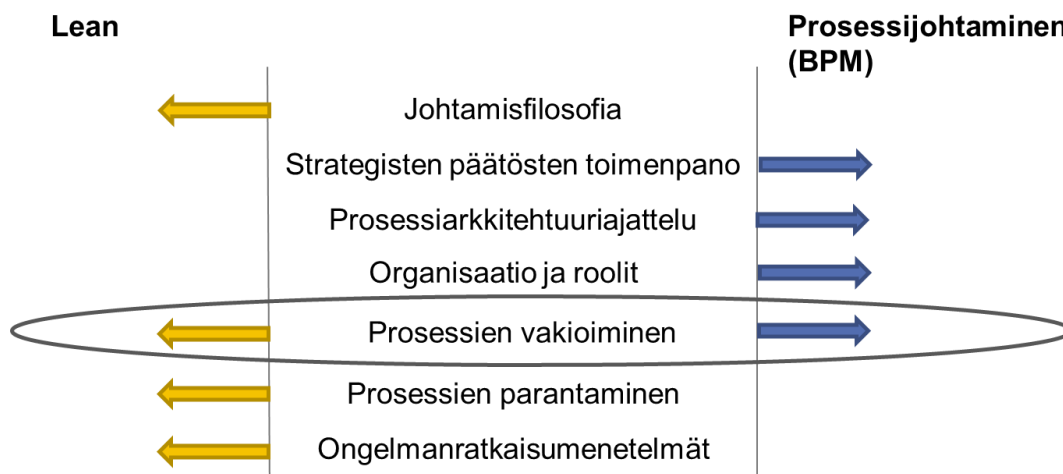 Lean
Prosessijohtaminen
(BPM)
Johtamisfilosofia
Strategisten päätösten toimenpano
Prosessiarkkitehtuuriajattelu
Organisaatio ja roolit
Prosessien vakioiminen
Prosessien parantaminen
Ongelmanratkaisumenetelmät